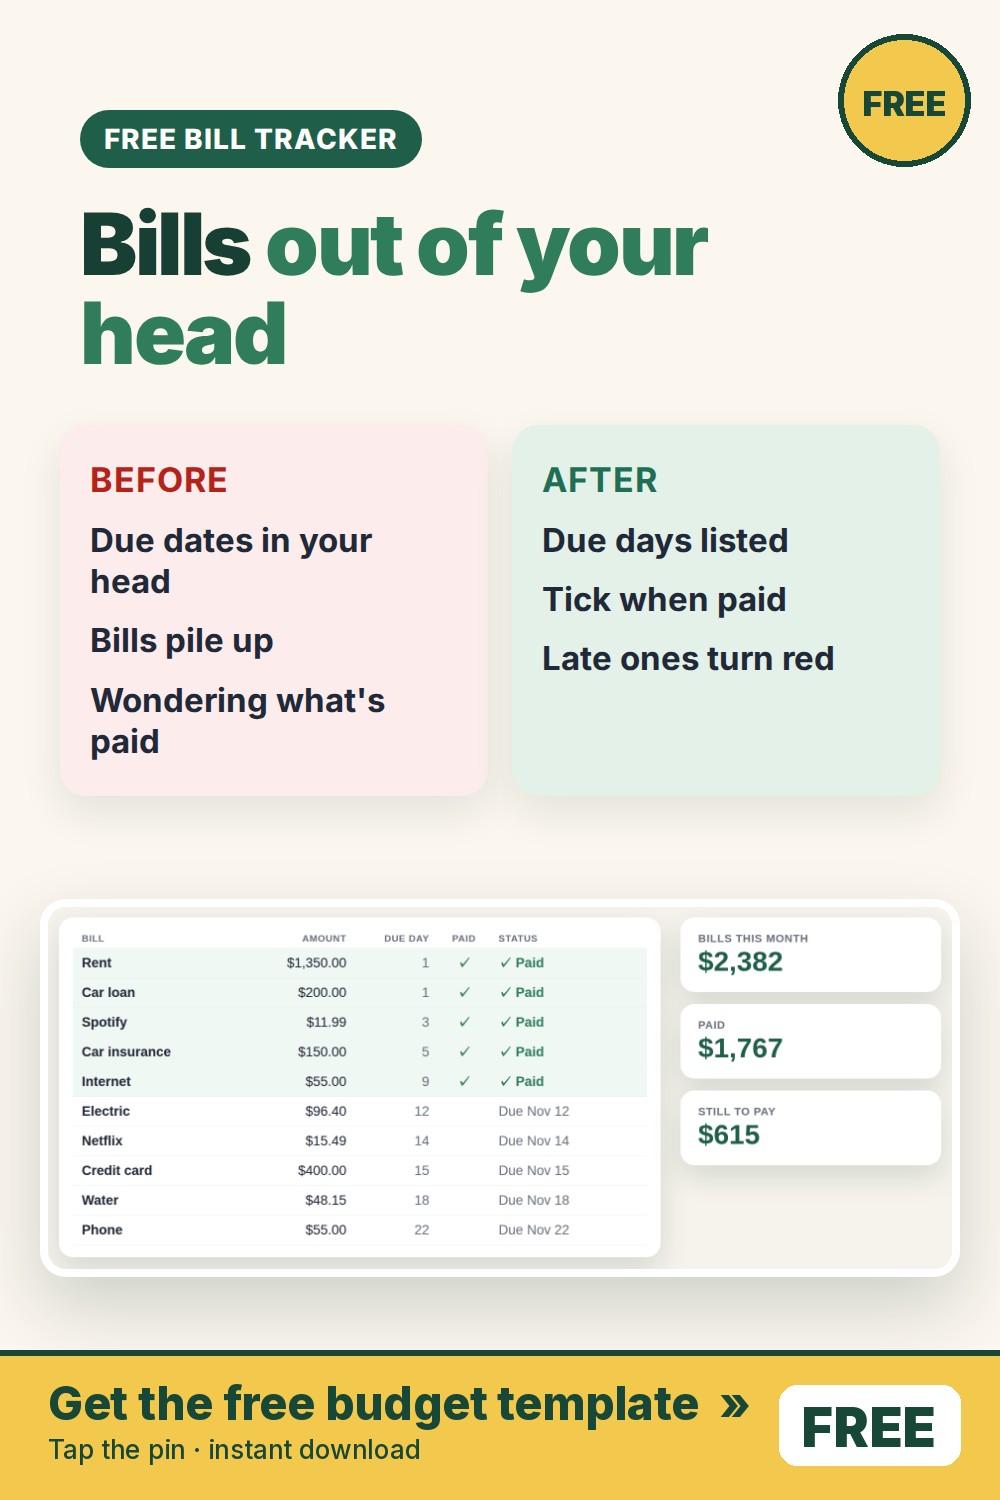 FREE
FREE BILL TRACKER
Bills out of your
head
BEFORE
Due dates in your
head
Bills pile up
Wondering what's
paid
AFTER
Due days listed
Tick when paid
Late ones turn red
BILL AMOUNT DUE DAY PAID STATUS
Rent $1,350.00 1 ✓ ✓ Paid
Car loan $200.00 1 ✓ ✓ Paid
Spotify $11.99 3 ✓ ✓ Paid
Car insurance $150.00 5 ✓ ✓ Paid
Internet $55.00 9 ✓ ✓ Paid
Electric $96.40 12 Due Nov 12
Netflix $15.49 14 Due Nov 14
Credit card $400.00 15 Due Nov 15
Water $48.15 18 Due Nov 18
Phone $55.00 22 Due Nov 22
BILLS THIS MONTH
$2,382
PAID
$1,767
STILL TO PAY
$615
Get the free budget template »
Tap the pin · instant download
FREE